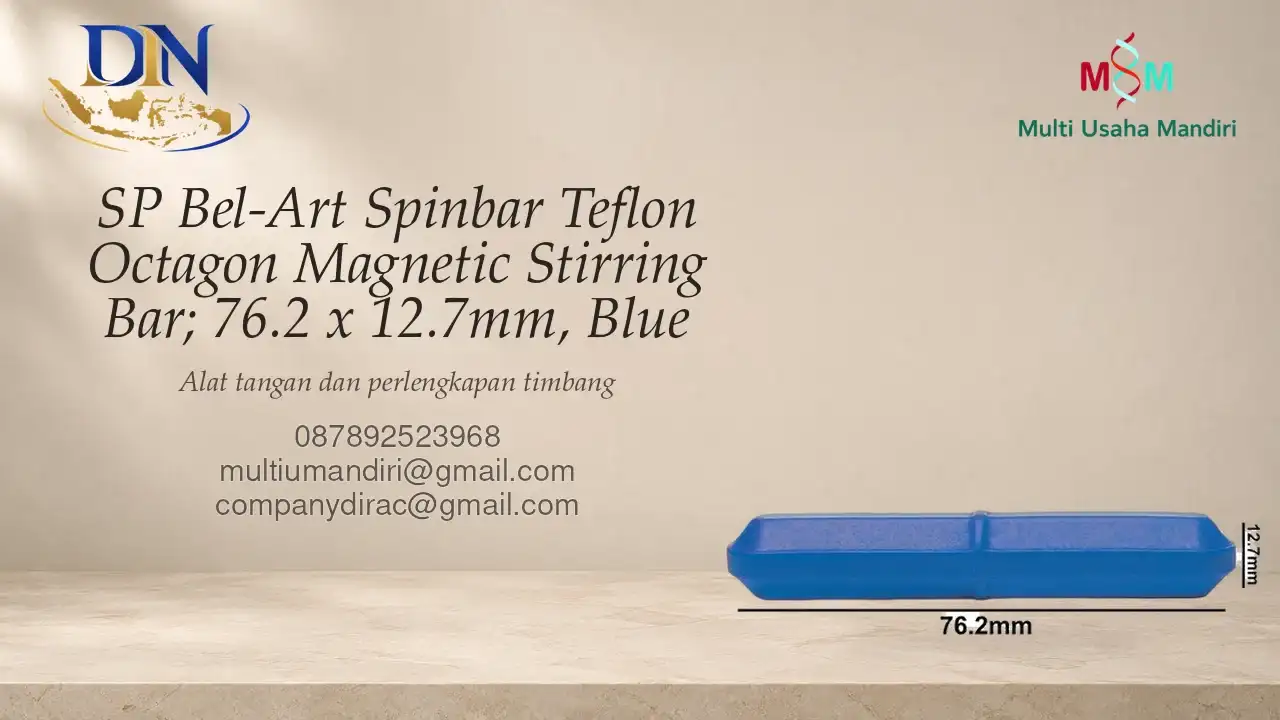 DN
M M
Multi Usaha Mandiri
SP Bel-Art Spinbar Teflon
Octagon Magnetic Stirring
Bar; 76.2 x 12.7mm, Blue
Alat tangan dan perlengkapan timbang
087892523968
multiumandiri@gmail.com
companydirac@gmail.com
12.7mm
76.2mm